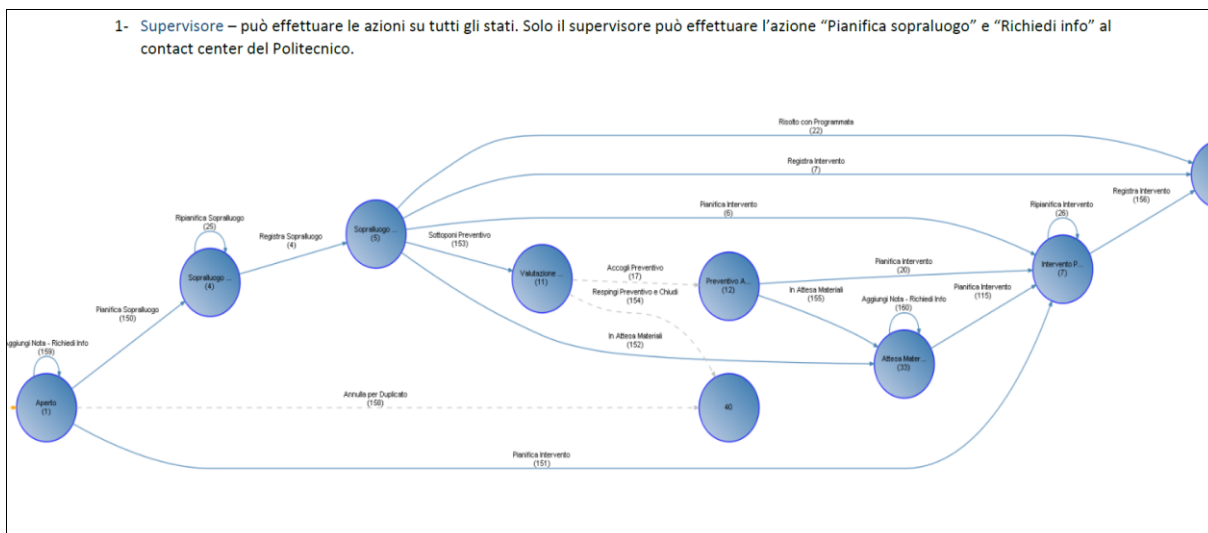 1- Supervisore – può effettuare le azioni su tutti gli stati. Solo il supervisore può effettuare l'azione "Pianifica sopraluogo" e "Richiedi info" al
contact center del Politecnico.
Risolto con Programmata
(22)
Registra Intervento
(7)
Registra Intervento
(156)
Ripianifica Sopralluogo
(25)
Registra Sopralluogo
(4)
Sopralluogo ...
(5)
Pianifica Intervento
(6)
Ripianifica Intervento
(26)
Sottoponi Preventivo
(153)
Sopralluogo ...
(4)
Valutazione ...
(11)
Accogli Preventivo
(17)
Respingi Preventivo e Chiudi
(154)
Preventivo A...
(12)
Pianifica Intervento
(20)
Intervento P...
(7)
In Attesa Materiali
(155)
Pianifica Intervento
(115)
Pianifica Sopralluogo
(150)
Aggiungi Nota - Richiedi Info
(160)
In Attesa Materiali
(152)
Aggiungi Nota - Richiedi Info
(159)
Attesa Mater...
(33)
Aperto
(1)
Annulla per Duplicato
(158)
40
Pianifica Intervento
(151)